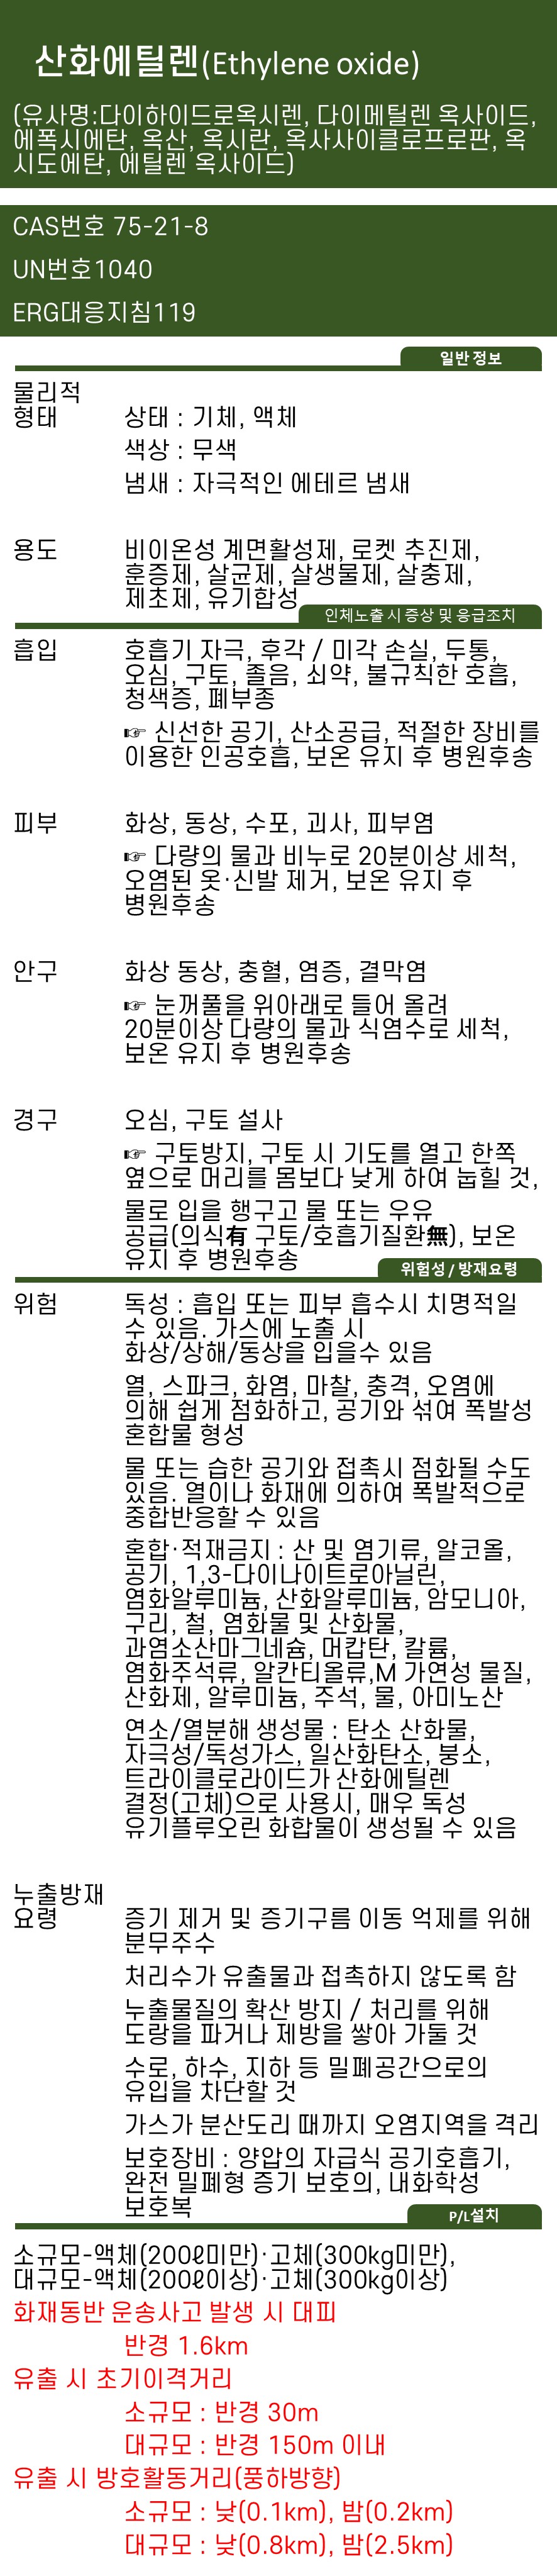 산화에틸렌(Ethylene oxide)
(유사명:다이하이드로옥시렌, 다이메틸렌 옥사이드,
에폭시에탄, 옥산, 옥시란, 옥사사이클로프로판, 옥
시도에탄, 에틸렌 옥사이드)
CAS번호 75-21-8
UN번호1040
ERG대응지침119
일반 정보
물리적
형태 상태 : 기체, 액체
색상 : 무색
냄새 : 자극적인 에테르 냄새
용도 비이온성 계면활성제, 로켓 추진제,
훈증제, 살균제, 살생물제, 살충제,
제초제, 유기합성
인체노출 시 증상 및 응급조치
흡입 호흡기 자극, 후각 / 미각 손실, 두통,
오심, 구토, 졸음, 쇠약, 불규칙한 호흡,
청색증, 폐부종
☞ 신선한 공기, 산소공급, 적절한 장비를
이용한 인공호흡, 보온 유지 후 병원후송
피부 화상, 동상, 수포, 괴사, 피부염
☞ 다량의 물과 비누로 20분이상 세척,
오염된 옷·신발 제거, 보온 유지 후
병원후송
안구 화상 동상, 충혈, 염증, 결막염
☞ 눈꺼풀을 위아래로 들어 올려
20분이상 다량의 물과 식염수로 세척,
보온 유지 후 병원후송
경구 오심, 구토 설사
☞ 구토방지, 구토 시 기도를 열고 한쪽
옆으로 머리를 몸보다 낮게 하여 눕힐 것,
물로 입을 행구고 물 또는 우유
공급(의식有 구토/호흡기질환無), 보온
유지 후 병원후송
위험성 / 방재요령
위험 독성 : 흡입 또는 피부 흡수시 치명적일
수 있음. 가스에 노출 시
화상/상해/동상을 입을수 있음
열, 스파크, 화염, 마찰, 충격, 오염에
의해 쉽게 점화하고, 공기와 섞여 폭발성
혼합물 형성
물 또는 습한 공기와 접촉시 점화될 수도
있음. 열이나 화재에 의하여 폭발적으로
중합반응할 수 있음
혼합·적재금지 : 산 및 염기류, 알코올,
공기, 1,3-다이나이트로아닐린,
염화알루미늄, 산화알루미늄, 암모니아,
구리, 철, 염화물 및 산화물,
과염소산마그네슘, 머캅탄, 칼륨,
염화주석류, 알칸티올류,M 가연성 물질,
산화제, 알루미늄, 주석, 물, 아미노산
연소/열분해 생성물 : 탄소 산화물,
자극성/독성가스, 일산화탄소, 붕소,
트라이클로라이드가 산화에틸렌
결정(고체)으로 사용시, 매우 독성
유기플루오린 화합물이 생성될 수 있음
누출방재
요령 증기 제거 및 증기구름 이동 억제를 위해
분무주수
처리수가 유출물과 접촉하지 않도록 함
누출물질의 확산 방지 / 처리를 위해
도랑을 파거나 제방을 쌓아 가둘 것
수로, 하수, 지하 등 밀폐공간으로의
유입을 차단할 것
가스가 분산도리 때까지 오염지역을 격리
보호장비 : 양압의 자급식 공기호흡기,
완전 밀폐형 증기 보호의, 내화학성
보호복
P/L설치
소규모-액체(200ℓ미만)·고체(300kg미만),
대규모-액체(200ℓ이상)·고체(300kg이상)
화재동반 운송사고 발생 시 대피
반경 1.6km
유출 시 초기이격거리
소규모 : 반경 30m
대규모 : 반경 150m 이내
유출 시 방호활동거리(풍하방향)
소규모 : 낮(0.1km), 밤(0.2km)
대규모 : 낮(0.8km), 밤(2.5km)